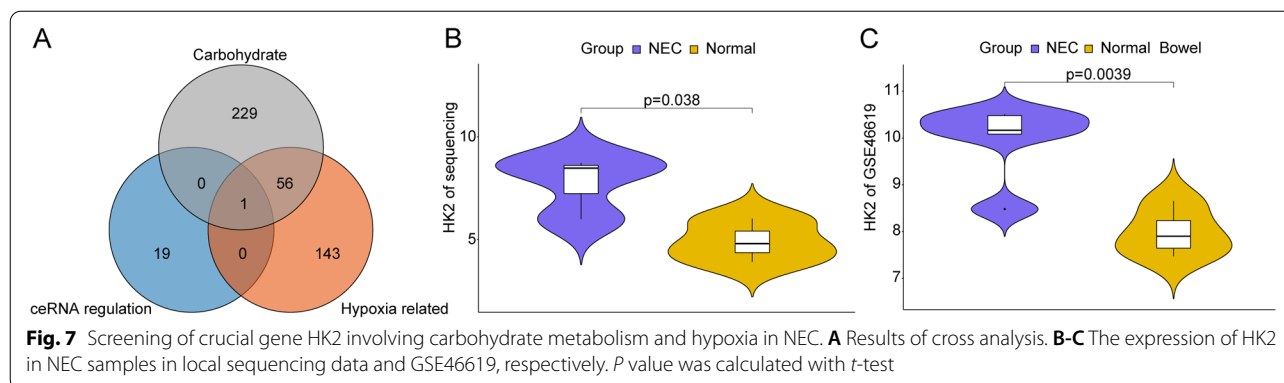 A
Carbohydrate
229
0
56
1
19
0
143
ceRNA regulation
Hypoxia related
B
Group NEC Normal
p=0.038
HK2 of sequencing
10
5
C
Group NEC Normal Bowel
p=0.0039
HK2 of GSE46619
11
10
9
8
7
Fig. 7 Screening of crucial gene HK2 involving carbohydrate metabolism and hypoxia in NEC. A Results of cross analysis. B-C The expression of HK2
in NEC samples in local sequencing data and GSE46619, respectively. P value was calculated with t-test